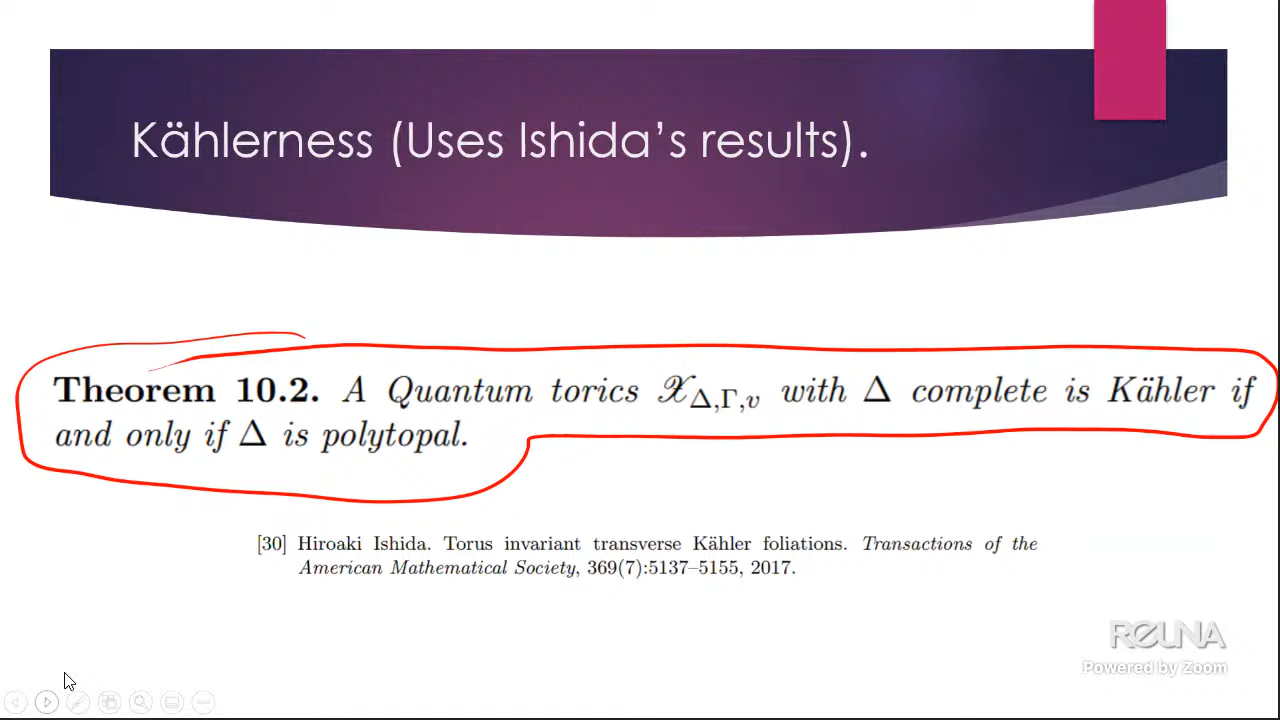 Kählerness (Uses Ishida's results).
Theorem 10.2. A Quantum torics 𝒳Δ,Γ,v with Δ complete is Kähler if
and only if Δ is polytopal.
[30] Hiroaki Ishida. Torus invariant transverse Kähler foliations. Transactions of the
American Mathematical Society, 369(7):5137–5155, 2017.
REUNA
Powered by Zoom